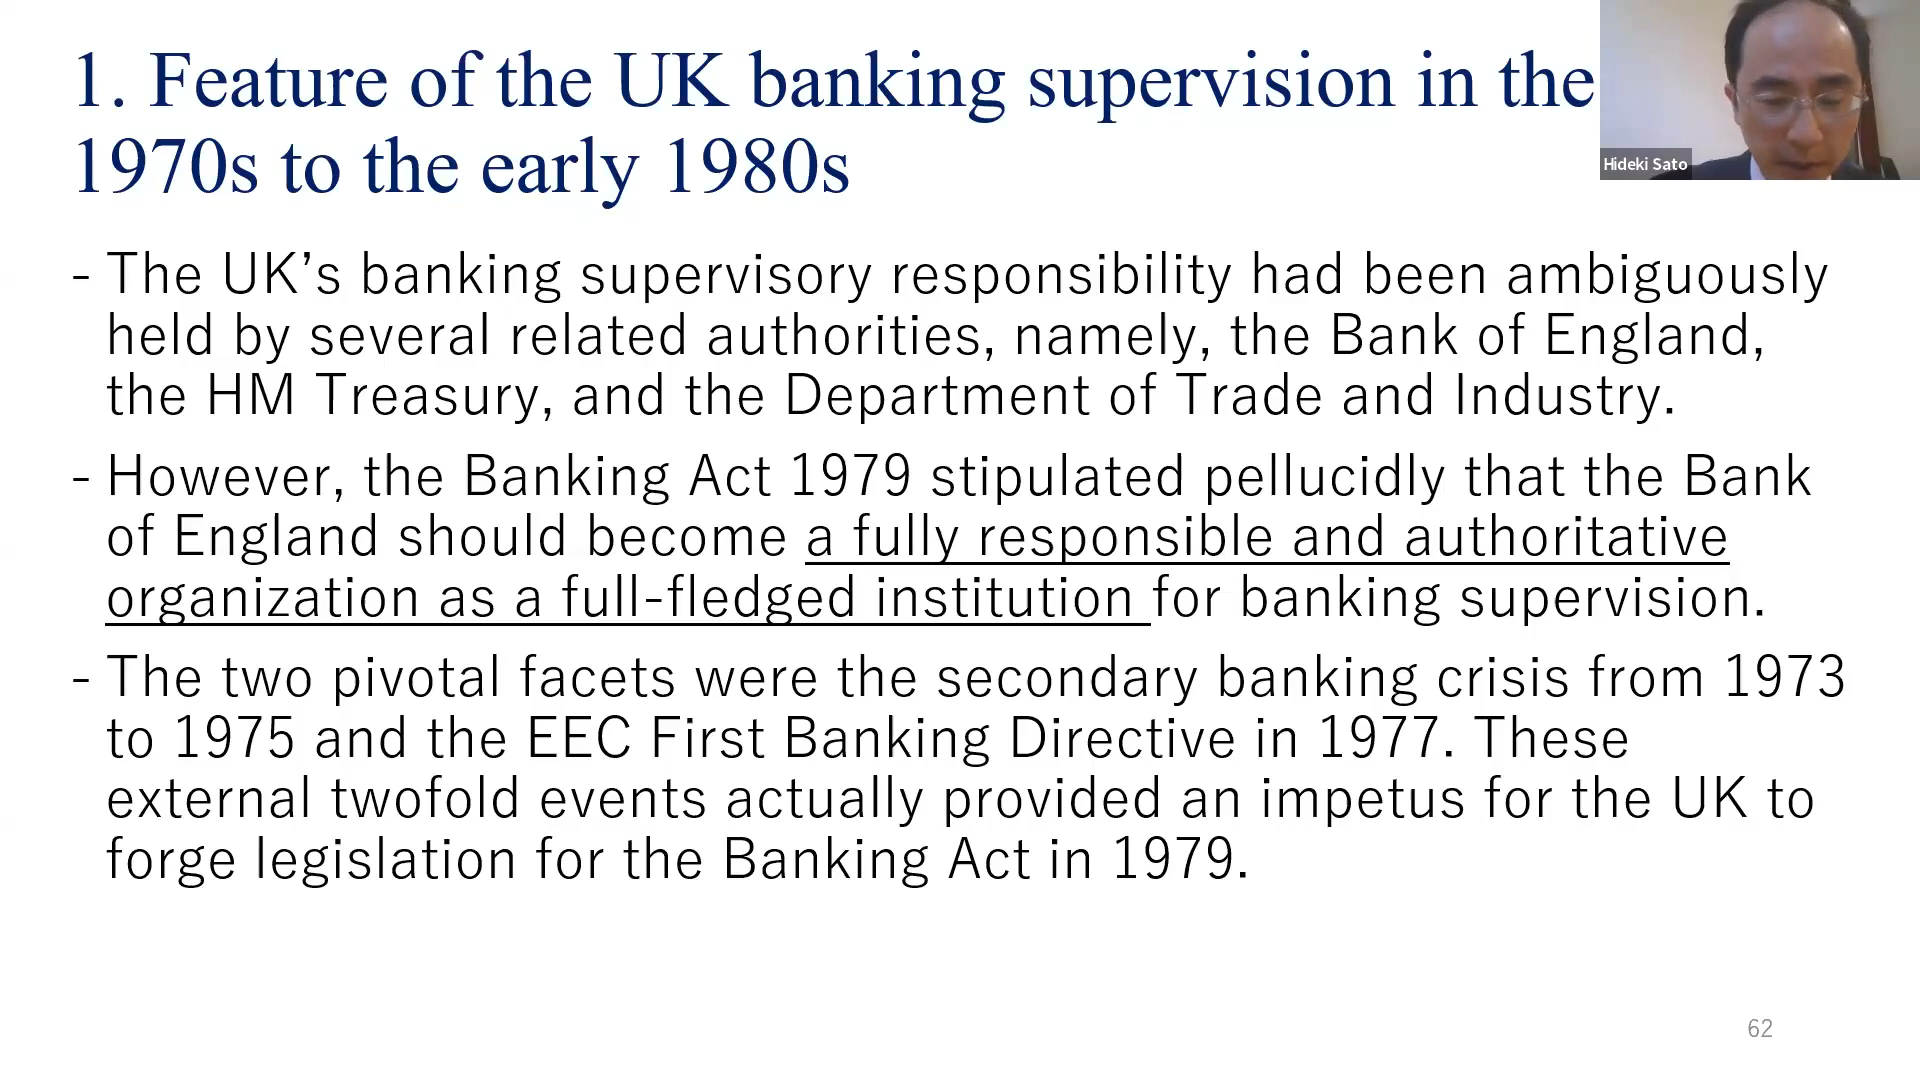 1. Feature of the UK banking supervision in the
1970s to the early 1980s
Hideki Sato
- The UK’s banking supervisory responsibility had been ambiguously
held by several related authorities, namely, the Bank of England,
the HM Treasury, and the Department of Trade and Industry.
- However, the Banking Act 1979 stipulated pellucidly that the Bank
of England should become a fully responsible and authoritative
organization as a full-fledged institution for banking supervision.
- The two pivotal facets were the secondary banking crisis from 1973
to 1975 and the EEC First Banking Directive in 1977. These
external twofold events actually provided an impetus for the UK to
forge legislation for the Banking Act in 1979.
62